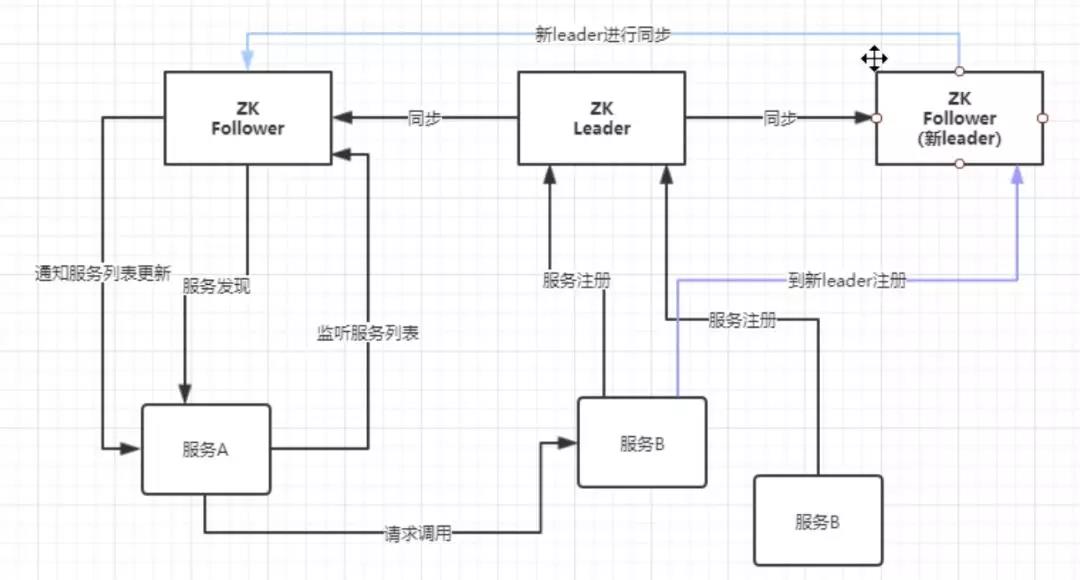 新leader进行同步
ZK
Follower
同步
ZK
Leader
同步
ZK
Follower
(新leader)
通知服务列表更新
服务发现
监听服务列表
服务注册
到新leader注册
服务注册
服务A
服务B
服务B
请求调用